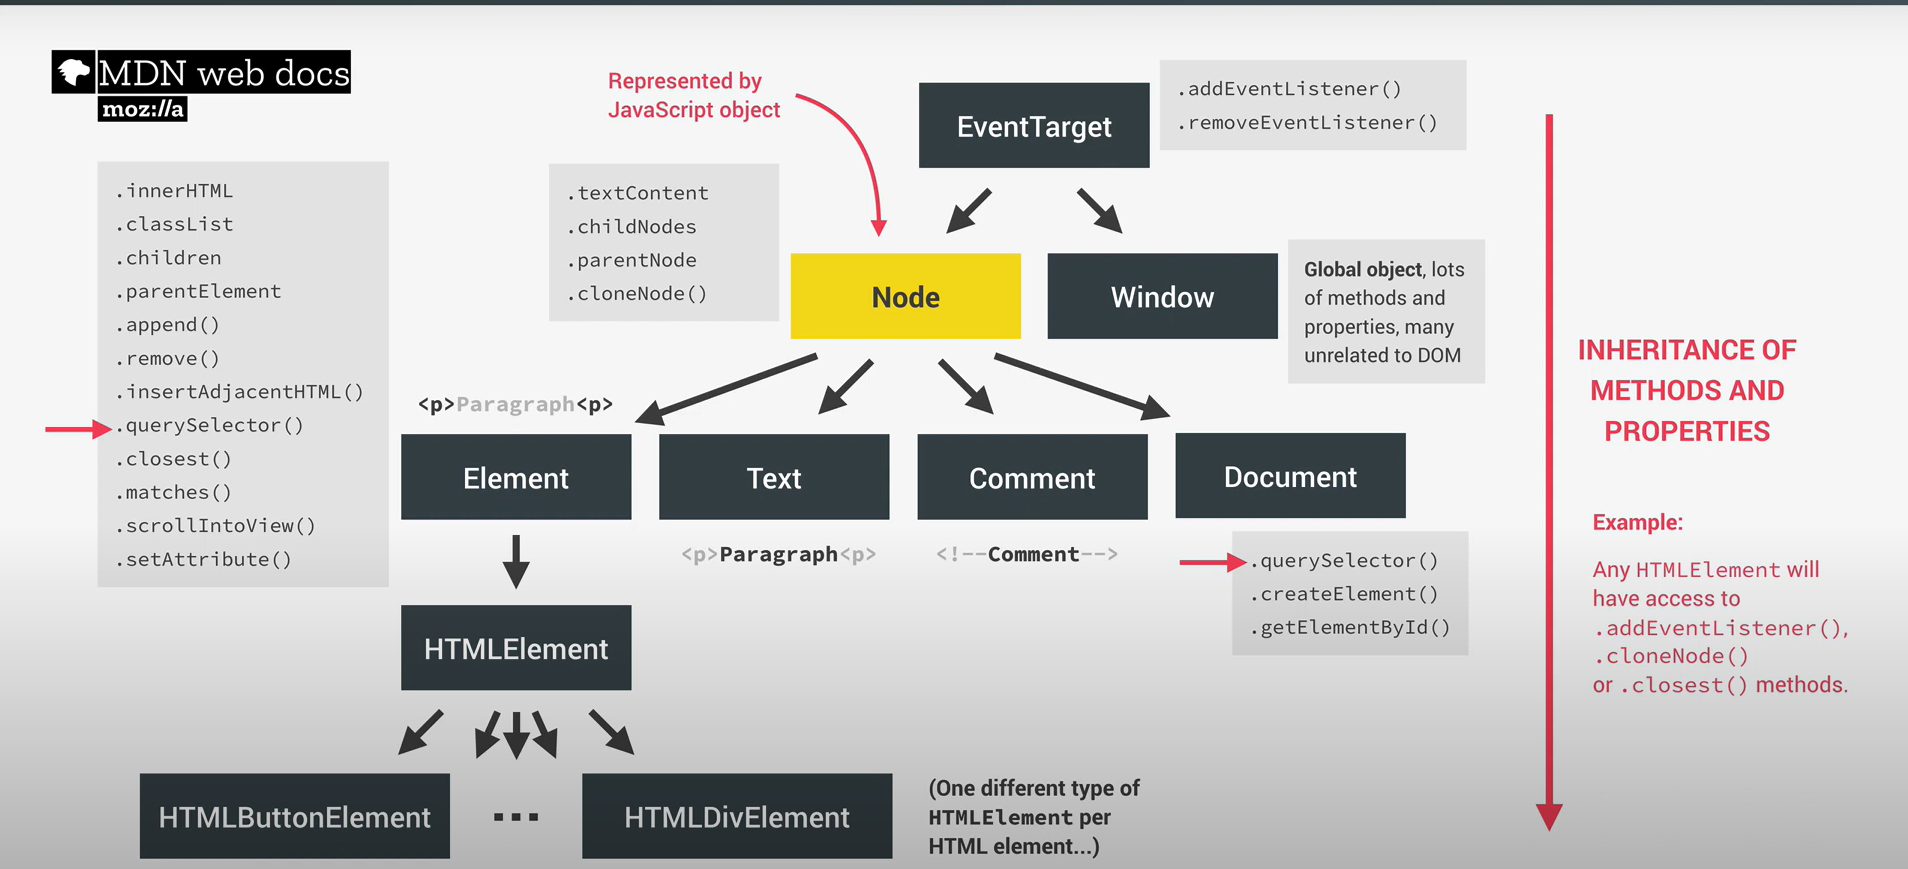 MDN web docs
moz://a
Represented by
JavaScript object
EventTarget
.addEventListener()
.removeEventListener()
.innerHTML
.classList
.children
.parentElement
.append()
.remove()
.insertAdjacentHTML()
.querySelector()
.closest()
.matches()
.scrollIntoView()
.setAttribute()
.textContent
.childNodes
.parentNode
.cloneNode()
Node
Window
Global object, lots
of methods and
properties, many
unrelated to DOM
INHERITANCE OF
METHODS AND
PROPERTIES
<p>Paragraph<p>
Element
Text
Comment
Document
<p>Paragraph<p>
<!--Comment-->
.querySelector()
.createElement()
.getElementById()
Example:
Any HTMLElement will
have access to
.addEventListener(),
.cloneNode()
or .closest() methods.
HTMLElement
HTMLButtonElement
...
HTMLDivElement
(One different type of
HTMLElement per
HTML element...)